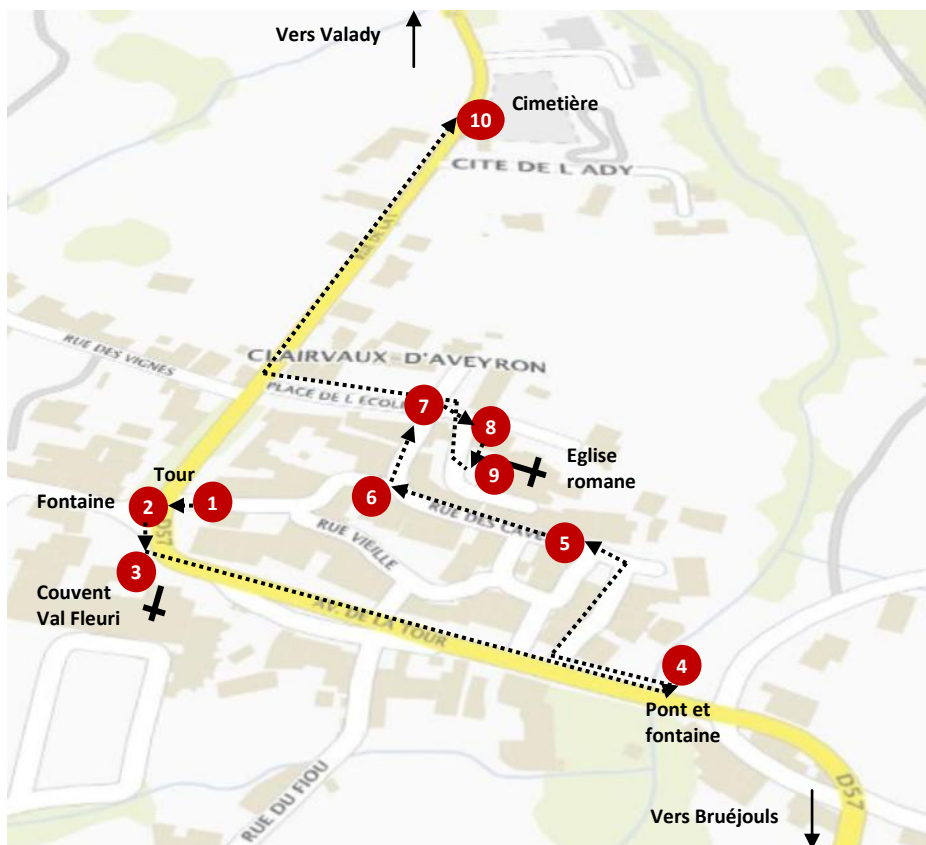 Vers Valady
10
Cimetière
CITE DE L ADY
RUE DES VIGNES
CLAIRVAUX-D'AVEYRON
PLACE DE L ECOLE
7
8
9
Eglise
romane
Tour
Fontaine
2
1
6
RUE DES CAVES
5
D57
RUE VIEILLE
3
Couvent
Val Fleuri
AV. DE LA TOUR
4
Pont et
fontaine
RUE DU FIOU
D57
Vers Bruéjouls